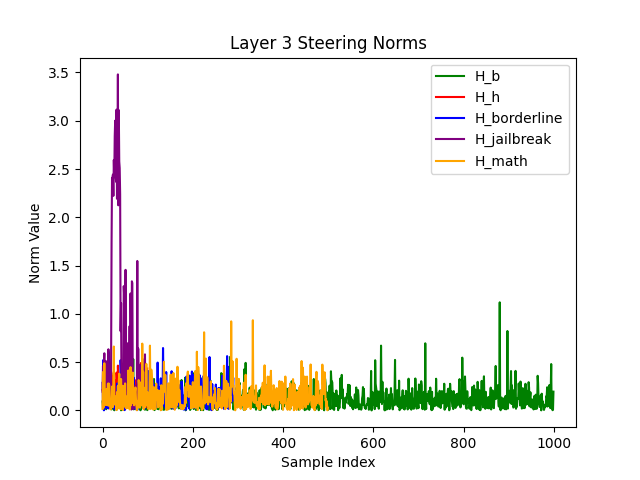 Layer 3 Steering Norms
H_b
H_h
H_borderline
H_jailbreak
H_math
Norm Value
3.5
3.0
2.5
2.0
1.5
1.0
0.5
0.0
0
200
400
600
800
1000
Sample Index